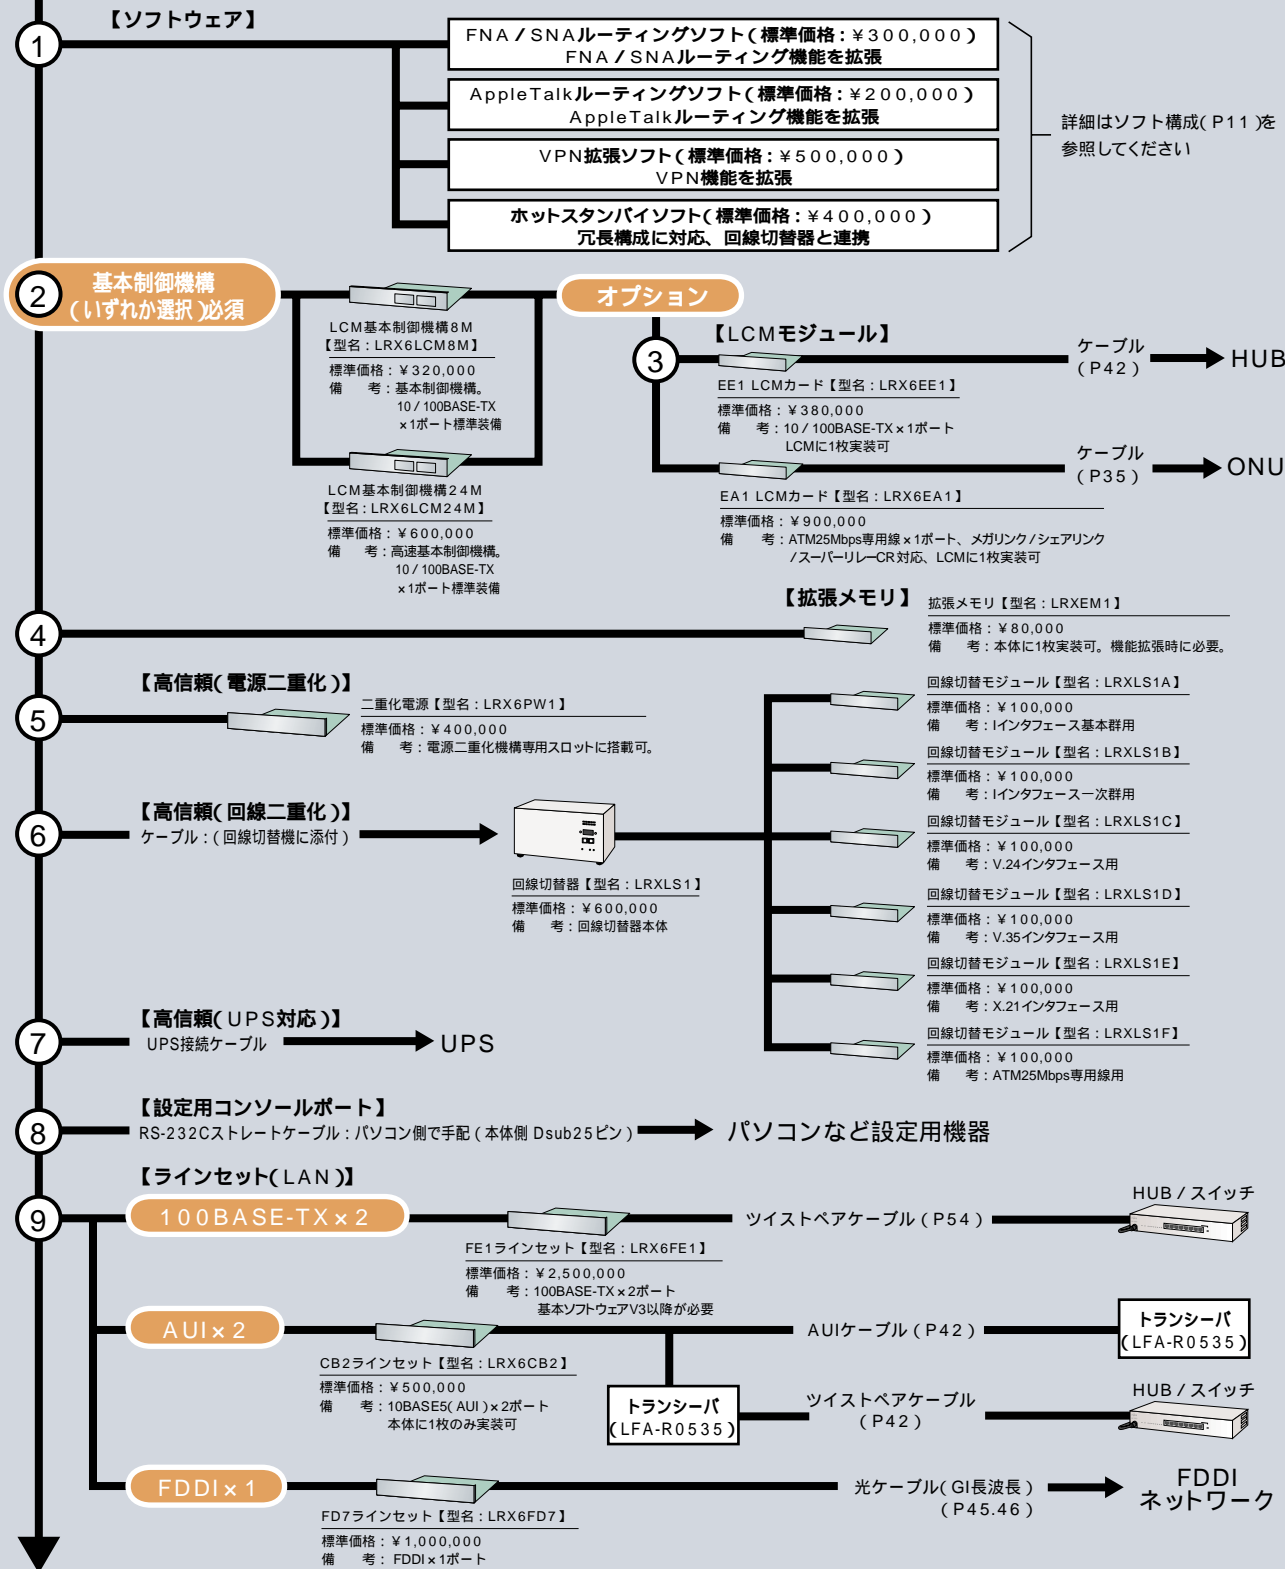 【ソフトウェア】
1
FNA/SNAルーティングソフト(標準価格:¥300,000)
FNA/SNAルーティング機能を拡張
AppleTalkルーティングソフト(標準価格:¥200,000)
AppleTalkルーティング機能を拡張
VPN拡張ソフト(標準価格:¥500,000)
VPN機能を拡張
ホットスタンバイソフト(標準価格:¥400,000)
冗長構成に対応、回線切替器と連携
詳細はソフト構成(P11)を
参照してください
2
基本制御機構
(いずれか選択)必須
LCM基本制御機構8M
【型名:LRX6LCM8M】
標準価格:¥320,000
備 考:基本制御機構。
10/100BASE-TX
×1ポート標準装備
LCM基本制御機構24M
【型名:LRX6LCM24M】
標準価格:¥600,000
備 考:高速基本制御機構。
10/100BASE-TX
×1ポート標準装備
オプション
3
【LCMモジュール】
EE1 LCMカード【型名:LRX6EE1】
標準価格:¥380,000
備 考:10/100BASE-TX×1ポート
LCMに1枚実装可
ケーブル
(P42)
HUB
EA1 LCMカード【型名:LRX6EA1】
標準価格:¥900,000
備 考:ATM25Mbps専用線×1ポート、メガリンク/シェアリンク
/スーパーリレーCR対応、LCMに1枚実装可
ケーブル
(P35)
ONU
4
【拡張メモリ】
拡張メモリ【型名:LRXEM1】
標準価格:¥80,000
備 考:本体に1枚実装可。機能拡張時に必要。
5
【高信頼(電源二重化)】
二重化電源【型名:LRX6PW1】
標準価格:¥400,000
備 考:電源二重化機構専用スロットに搭載可。
6
【高信頼(回線二重化)】
ケーブル:(回線切替機に添付)
回線切替器【型名:LRXLS1】
標準価格:¥600,000
備 考:回線切替器本体
回線切替モジュール【型名:LRXLS1A】
標準価格:¥100,000
備 考:Iインタフェース基本群用
回線切替モジュール【型名:LRXLS1B】
標準価格:¥100,000
備 考:Iインタフェース一次群用
回線切替モジュール【型名:LRXLS1C】
標準価格:¥100,000
備 考:V.24インタフェース用
回線切替モジュール【型名:LRXLS1D】
標準価格:¥100,000
備 考:V.35インタフェース用
回線切替モジュール【型名:LRXLS1E】
標準価格:¥100,000
備 考:X.21インタフェース用
回線切替モジュール【型名:LRXLS1F】
標準価格:¥100,000
備 考:ATM25Mbps専用線用
7
【高信頼(UPS対応)】
UPS接続ケーブル
UPS
8
【設定用コンソールポート】
RS-232Cストレートケーブル:パソコン側で手配(本体側 Dsub25ピン)
パソコンなど設定用機器
9
【ラインセット(LAN)】
100BASE-TX×2
FE1ラインセット【型名:LRX6FE1】
標準価格:¥2,500,000
備 考:100BASE-TX×2ポート
基本ソフトウェアV3以降が必要
ツイストペアケーブル(P54)
HUB/スイッチ
AUI×2
CB2ラインセット【型名:LRX6CB2】
標準価格:¥500,000
備 考:10BASE5(AUI)×2ポート
本体に1枚のみ実装可
AUIケーブル(P42)
トランシーバ
(LFA-R0535)
トランシーバ
(LFA-R0535)
ツイストペアケーブル
(P42)
HUB/スイッチ
FDDI×1
FD7ラインセット【型名:LRX6FD7】
標準価格:¥1,000,000
備 考:FDDI×1ポート
光ケーブル(GI長波長)
(P45.46)
FDDI
ネットワーク